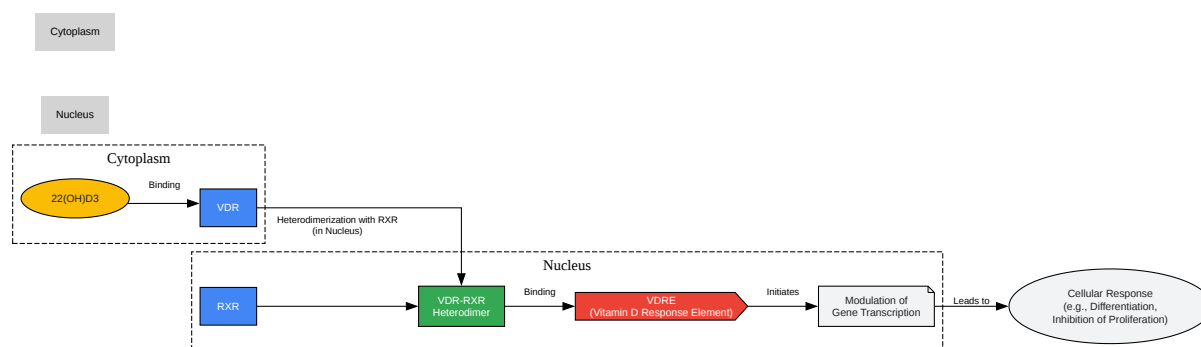 Cytoplasm
Nucleus
Cytoplasm
22(OH)D3
Binding
VDR
Heterodimerization with RXR
(in Nucleus)
Nucleus
RXR
VDR-RXR
Heterodimer
Binding
VDRE
(Vitamin D Response Element)
Initiates
Modulation of
Gene Transcription
Leads to
Cellular Response
(e.g., Differentiation,
Inhibition of Proliferation)